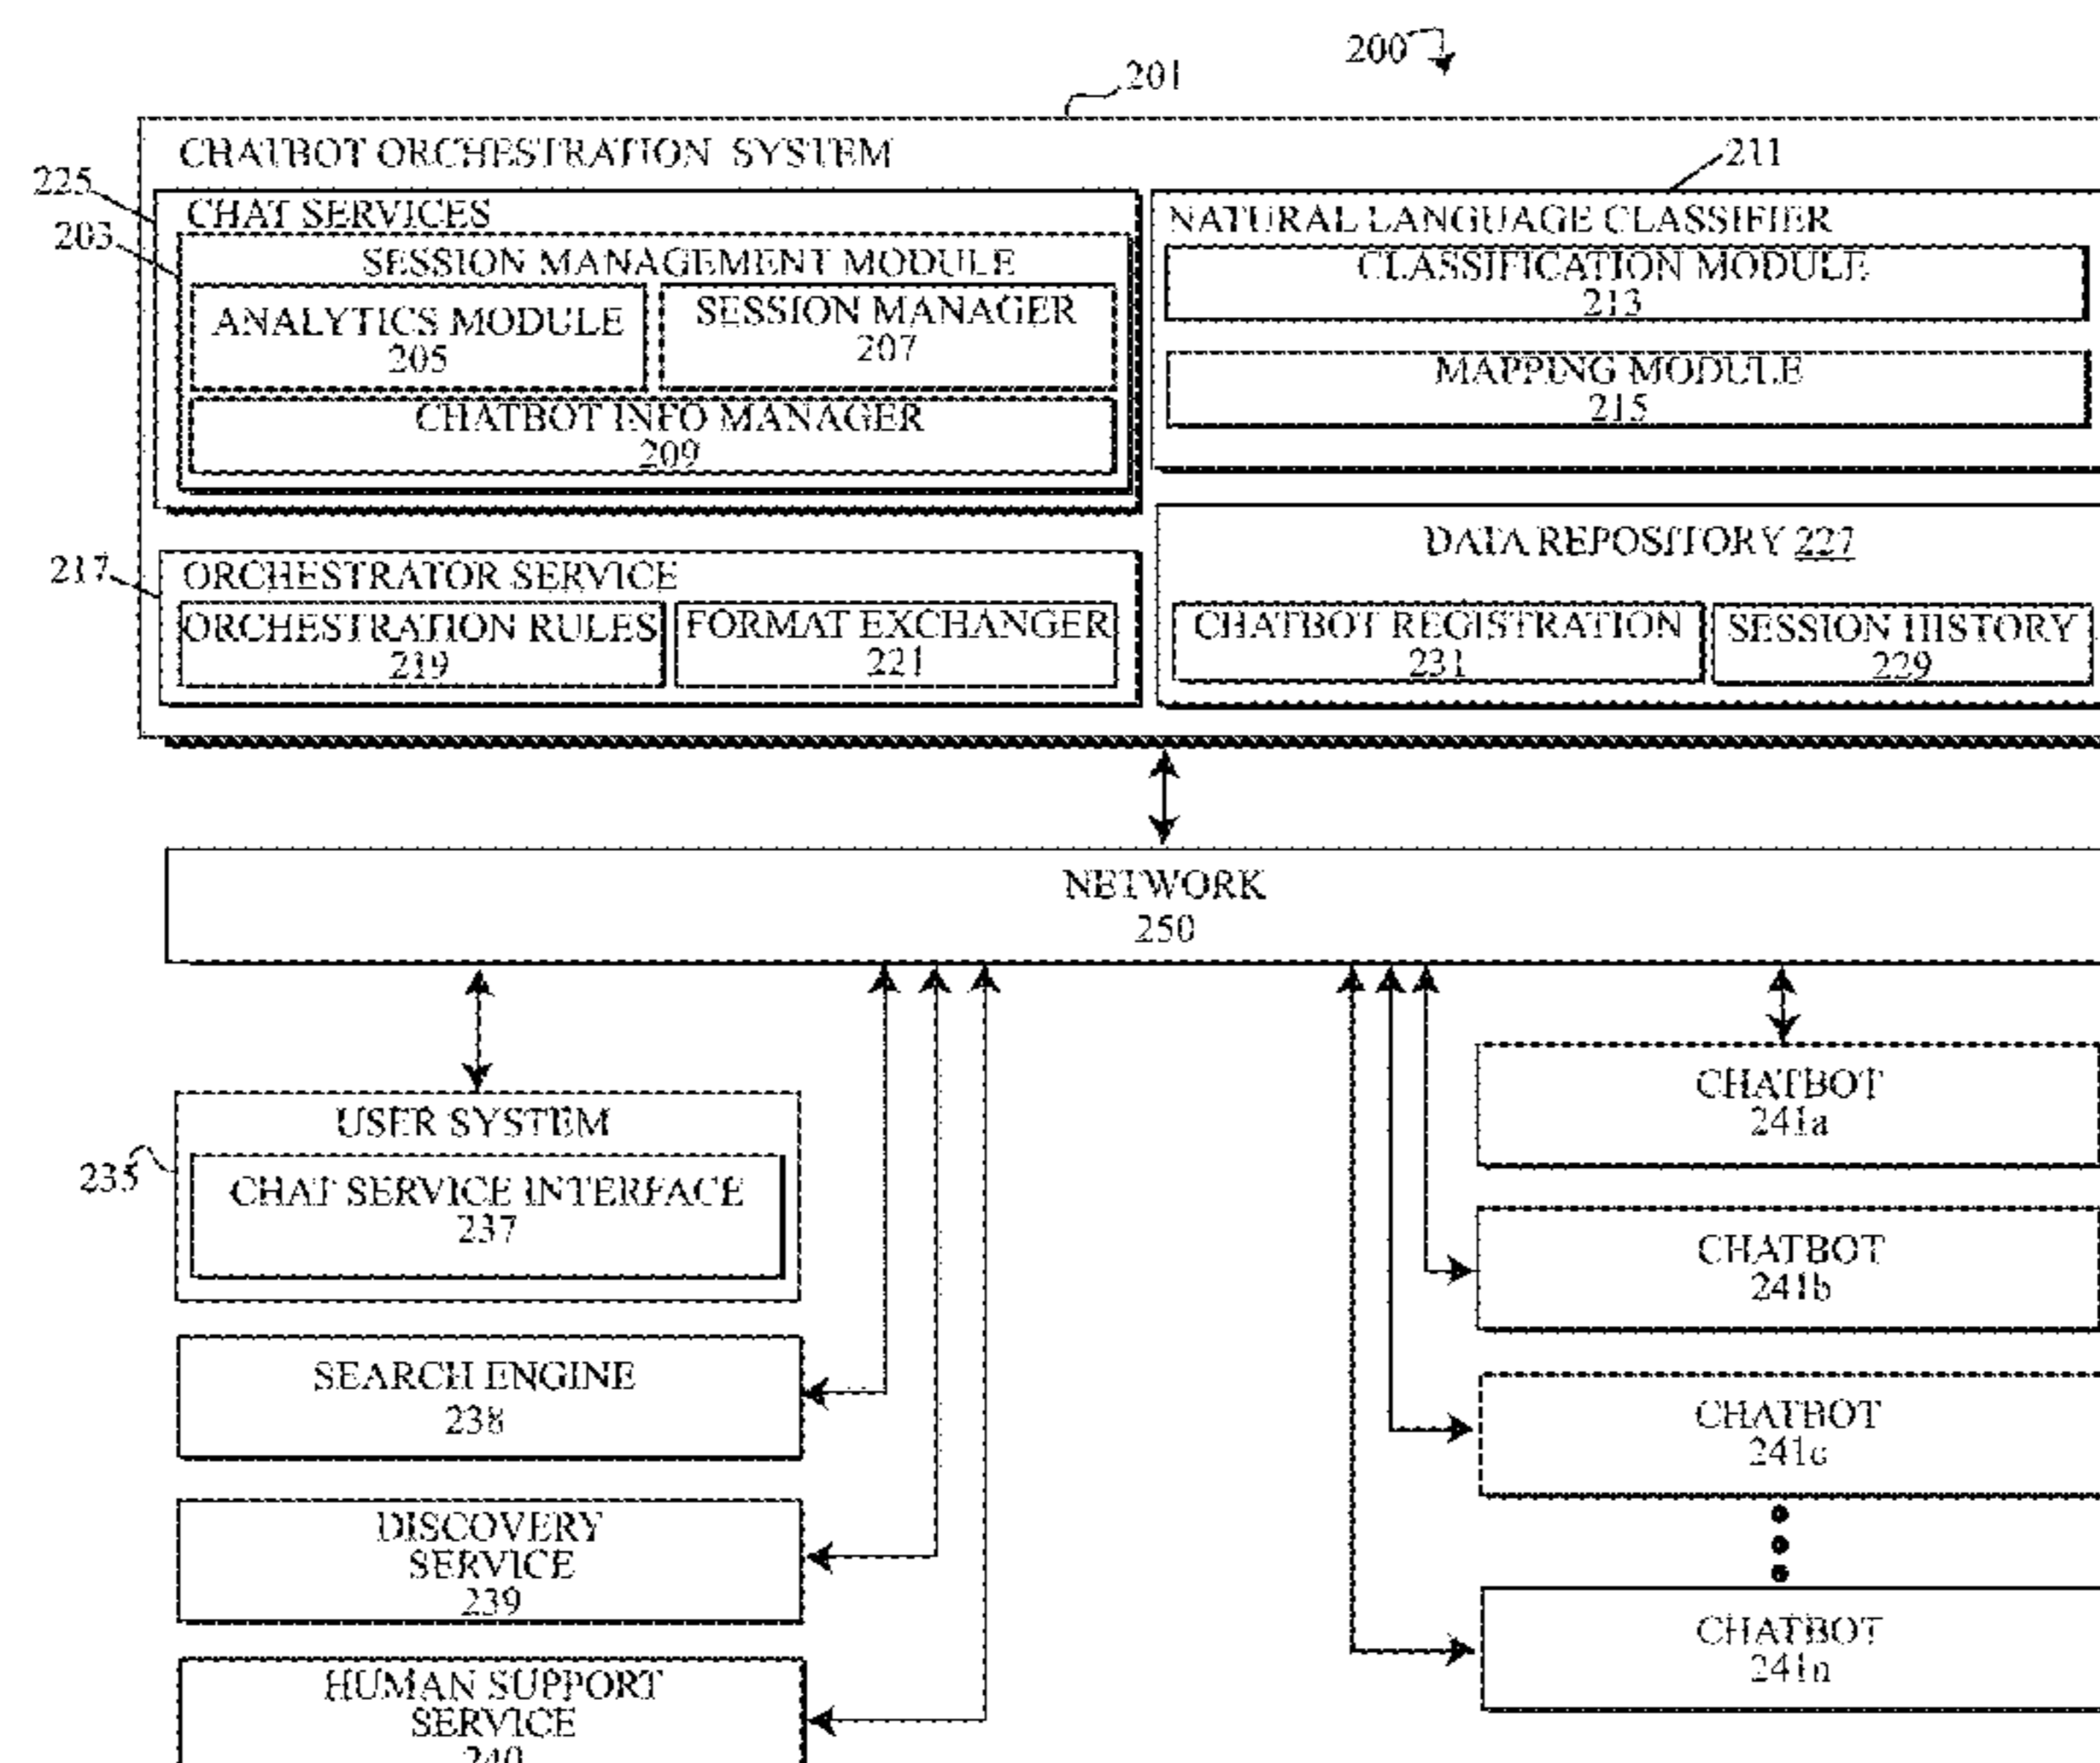 200
201
CHATBOT ORCHESTRATION SYSTEM
211
225
CHAT SERVICES
203
SESSION MANAGEMENT MODULE
ANALYTICS MODULE
205
SESSION MANAGER
207
CHATBOT INFO MANAGER
209
NATURAL LANGUAGE CLASSIFIER
CLASSIFICATION MODULE
213
MAPPING MODULE
215
217
ORCHESTRATOR SERVICE
ORCHESTRATION RULES
219
FORMAT EXCHANGER
221
DATA REPOSITORY 227
CHATBOT REGISTRATION
231
SESSION HISTORY
229
NETWORK
250
235
USER SYSTEM
CHAT SERVICE INTERFACE
237
SEARCH ENGINE
238
DISCOVERY
SERVICE
239
HUMAN SUPPORT
SERVICE
240
CHATBOT
241a
CHATBOT
241b
CHATBOT
241c
CHATBOT
241n